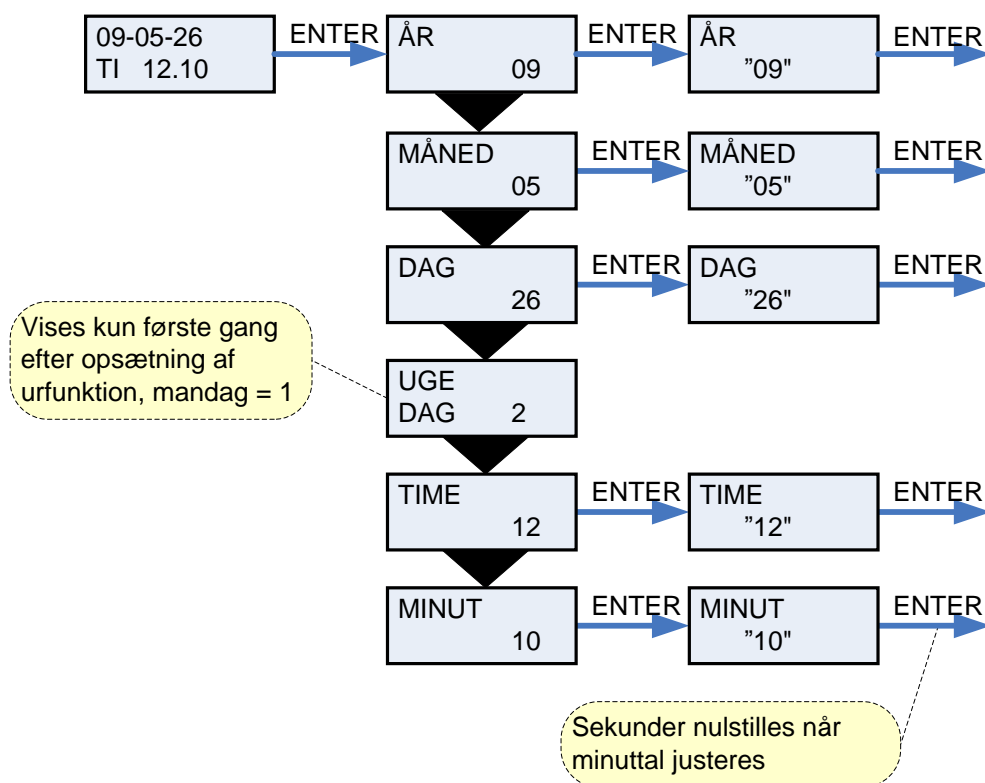 09-05-26
TI 12.10
ENTER
ÅR
09
ENTER
ÅR
”09"
ENTER
MÅNED
05
ENTER
MÅNED
”05"
ENTER
DAG
26
ENTER
DAG
”26"
ENTER
Vises kun første gang
efter opsætning af
urfunktion, mandag = 1
UGE
DAG 2
TIME
12
ENTER
TIME
”12"
ENTER
MINUT
10
ENTER
MINUT
”10"
ENTER
Sekunder nulstilles når
minuttal justeres